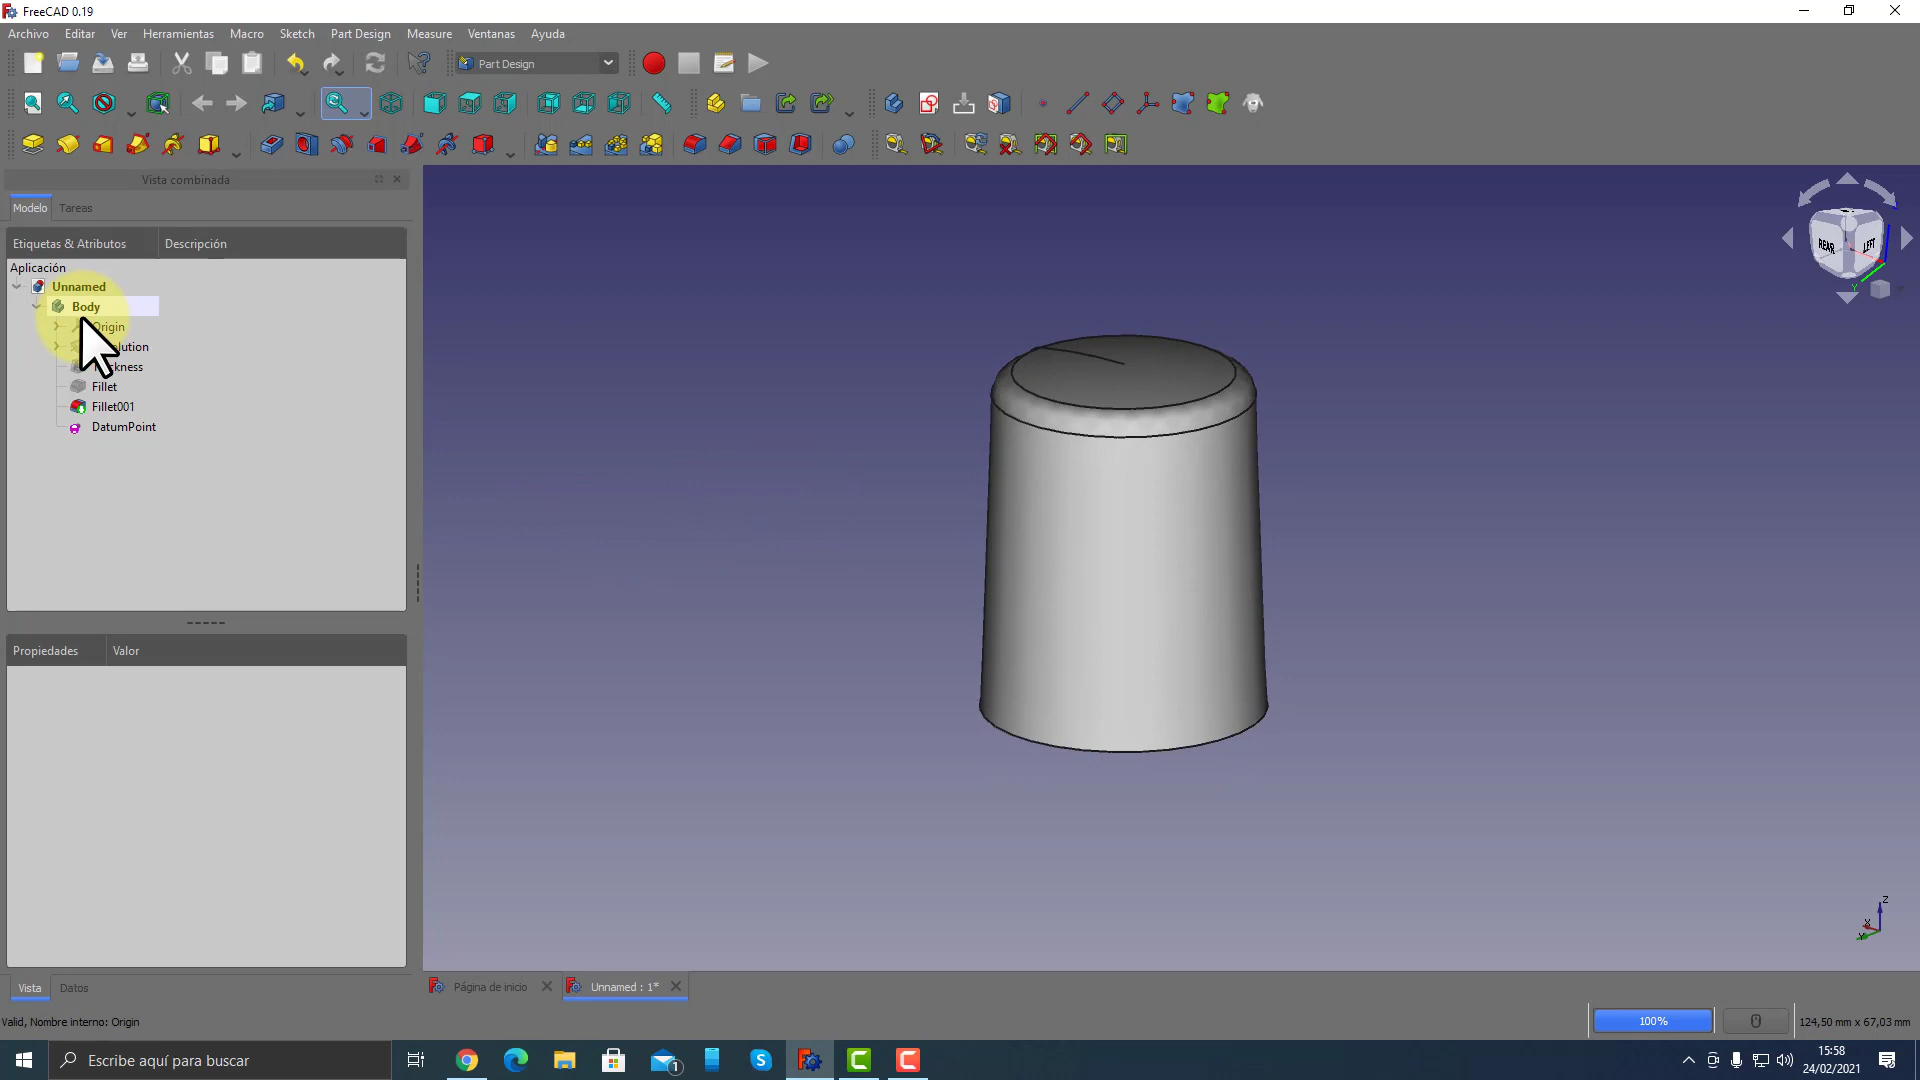 FreeCAD 0.19
Archivo Editar Ver Herramientas Macro Sketch Part Design Measure Ventanas Ayuda
Part Design
Vista combinada
Modelo Tareas
Etiquetas & Atributos Descripción
Aplicación
Unnamed
Body
Origin
Fillet
Fillet001
DatumPoint
REAR LEFT
Y
Propiedades Valor
Z
X
Y
Vista Datos
Página de inicio Unnamed : 1*
Valid, Nombre interno: Origin
100% 124,50 mm x 67,03 mm
Escribe aquí para buscar
1
15:58
24/02/2021